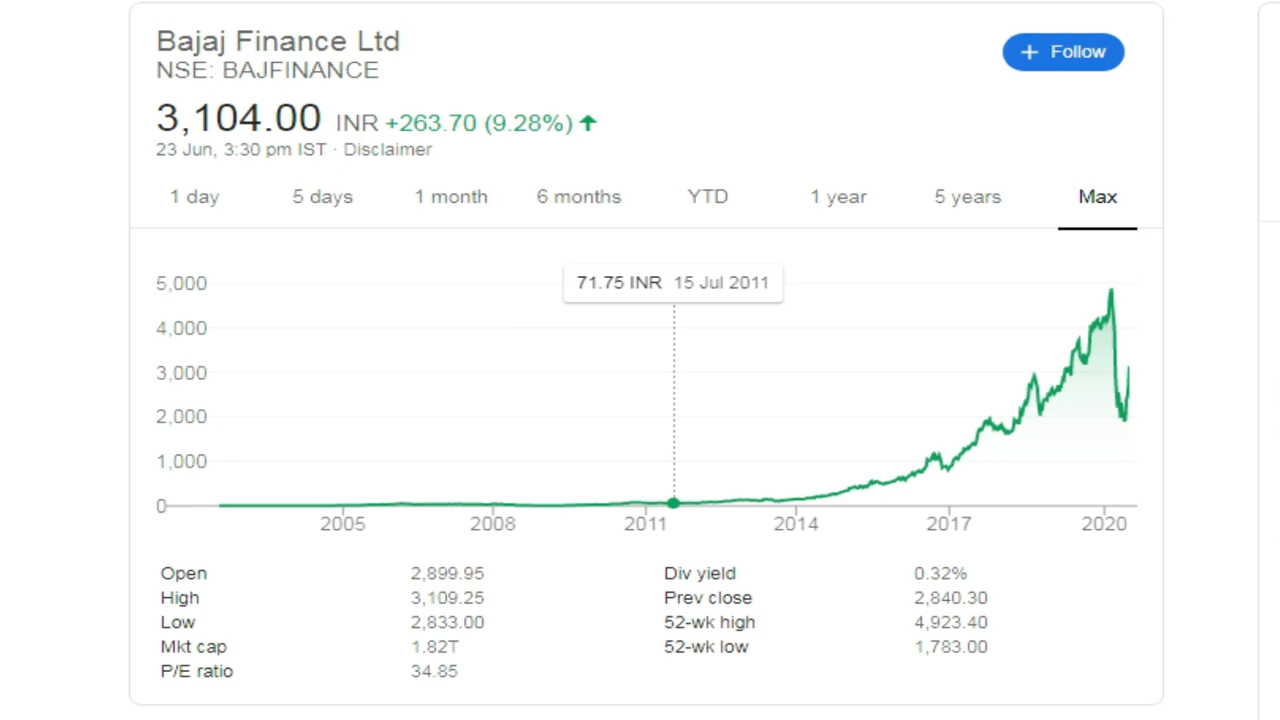 Bajaj Finance Ltd
NSE: BAJFINANCE
+ Follow
3,104.00 INR +263.70 (9.28%) ↑
23 Jun, 3:30 pm IST · Disclaimer
1 day 5 days 1 month 6 months YTD 1 year 5 years Max
71.75 INR 15 Jul 2011
5,000
4,000
3,000
2,000
1,000
0
2005 2008 2011 2014 2017 2020
Open 2,899.95 Div yield 0.32%
High 3,109.25 Prev close 2,840.30
Low 2,833.00 52-wk high 4,923.40
Mkt cap 1.82T 52-wk low 1,783.00
P/E ratio 34.85